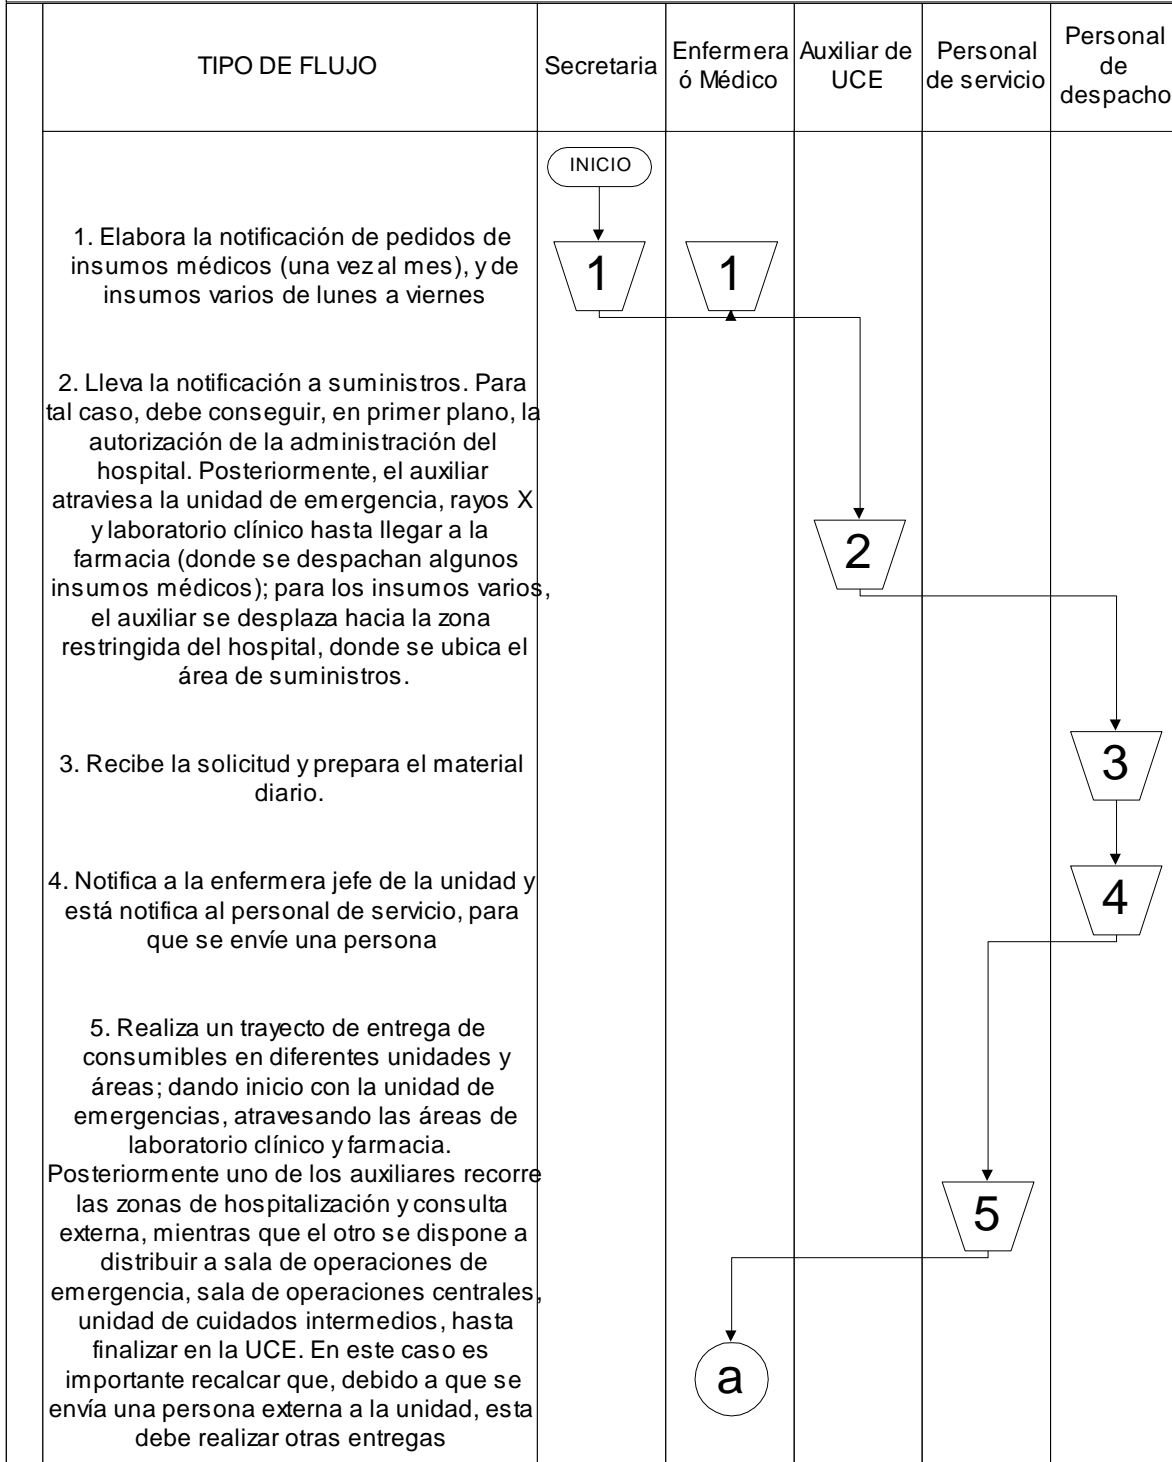 TIPO DE FLUJO
Secretaria
Enfermera
ó Médico
Auxiliar de
UCE
Personal
de servicio
Personal
de
despacho
INICIO
1. Elabora la notificación de pedidos de
insumos médicos (una vez al mes), y de
insumos varios de lunes a viernes
1
1
2. Lleva la notificación a suministros. Para
tal caso, debe conseguir, en primer plano, la
autorización de la administración del
hospital. Posteriormente, el auxiliar
atraviesa la unidad de emergencia, rayos X
y laboratorio clínico hasta llegar a la
farmacia (donde se despachan algunos
insumos médicos); para los insumos varios,
el auxiliar se desplaza hacia la zona
restringida del hospital, donde se ubica el
área de suministros.
2
3. Recibe la solicitud y prepara el material
diario.
3
4. Notifica a la enfermera jefe de la unidad y
está notifica al personal de servicio, para
que se envíe una persona
4
5. Realiza un trayecto de entrega de
consumibles en diferentes unidades y
áreas; dando inicio con la unidad de
emergencias, atravesando las áreas de
laboratorio clínico y farmacia.
Posteriormente uno de los auxiliares recorre
las zonas de hospitalización y consulta
externa, mientras que el otro se dispone a
distribuir a sala de operaciones de
emergencia, sala de operaciones centrales,
unidad de cuidados intermedios, hasta
finalizar en la UCE. En este caso es
importante recalcar que, debido a que se
envía una persona externa a la unidad, esta
debe realizar otras entregas
5
a